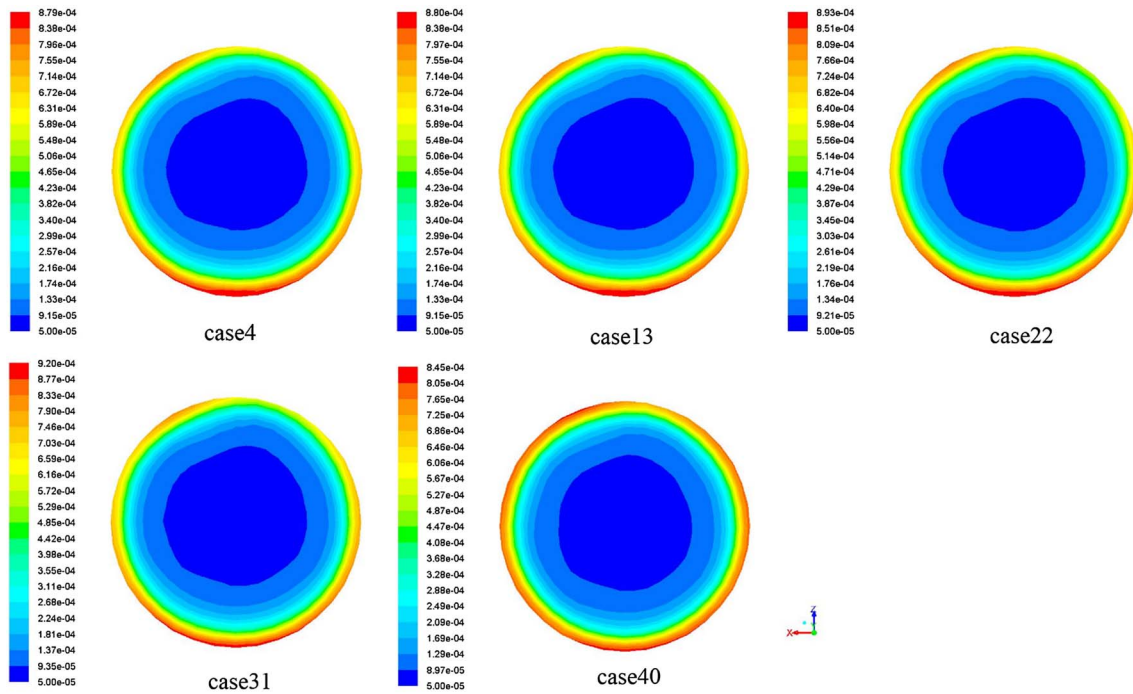 8.79e-04
8.38e-04
7.96e-04
7.55e-04
7.14e-04
6.72e-04
6.31e-04
5.89e-04
5.48e-04
5.06e-04
4.65e-04
4.23e-04
3.82e-04
3.40e-04
2.99e-04
2.57e-04
2.16e-04
1.74e-04
1.33e-04
9.15e-05
5.00e-05
case4
8.80e-04
8.38e-04
7.97e-04
7.55e-04
7.14e-04
6.72e-04
6.31e-04
5.89e-04
5.48e-04
5.06e-04
4.65e-04
4.23e-04
3.82e-04
3.40e-04
2.99e-04
2.57e-04
2.16e-04
1.74e-04
1.33e-04
9.15e-05
5.00e-05
case13
8.93e-04
8.51e-04
8.09e-04
7.66e-04
7.24e-04
6.82e-04
6.40e-04
5.98e-04
5.56e-04
5.14e-04
4.71e-04
4.29e-04
3.87e-04
3.45e-04
3.03e-04
2.61e-04
2.19e-04
1.76e-04
1.34e-04
9.21e-05
5.00e-05
case22
9.20e-04
8.77e-04
8.33e-04
7.90e-04
7.46e-04
7.03e-04
6.59e-04
6.16e-04
5.72e-04
5.29e-04
4.85e-04
4.42e-04
3.98e-04
3.55e-04
3.11e-04
2.68e-04
2.24e-04
1.81e-04
1.37e-04
9.35e-05
5.00e-05
case31
8.45e-04
8.05e-04
7.65e-04
7.25e-04
6.86e-04
6.46e-04
6.06e-04
5.67e-04
5.27e-04
4.87e-04
4.47e-04
4.08e-04
3.68e-04
3.28e-04
2.88e-04
2.49e-04
2.09e-04
1.69e-04
1.29e-04
8.97e-05
5.00e-05
case40
Z
X